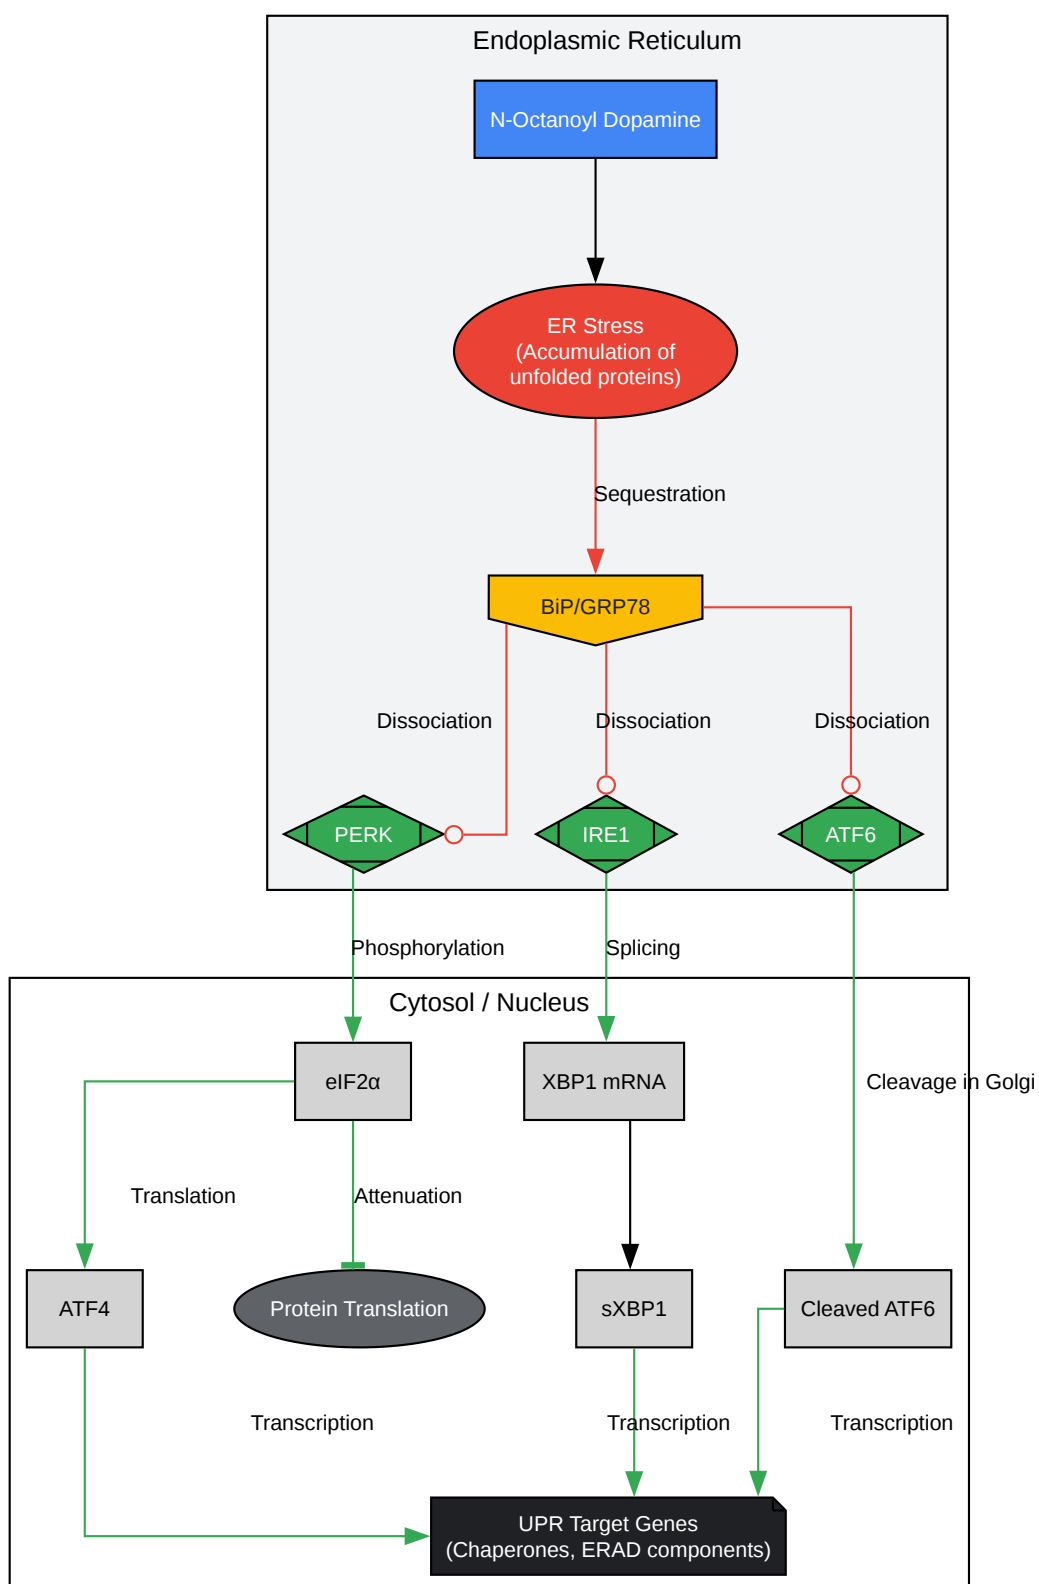 Endoplasmic Reticulum
N-Octanoyl Dopamine
ER Stress
(Accumulation of
unfolded proteins)
Sequestration
BiP/GRP78
Dissociation
Dissociation
Dissociation
PERK
IRE1
ATF6
Phosphorylation
Splicing
Cytosol / Nucleus
eIF2α
XBP1 mRNA
Cleavage in Golgi
Translation
Attenuation
ATF4
Protein Translation
sXBP1
Cleaved ATF6
Transcription
Transcription
Transcription
UPR Target Genes
(Chaperones, ERAD components)